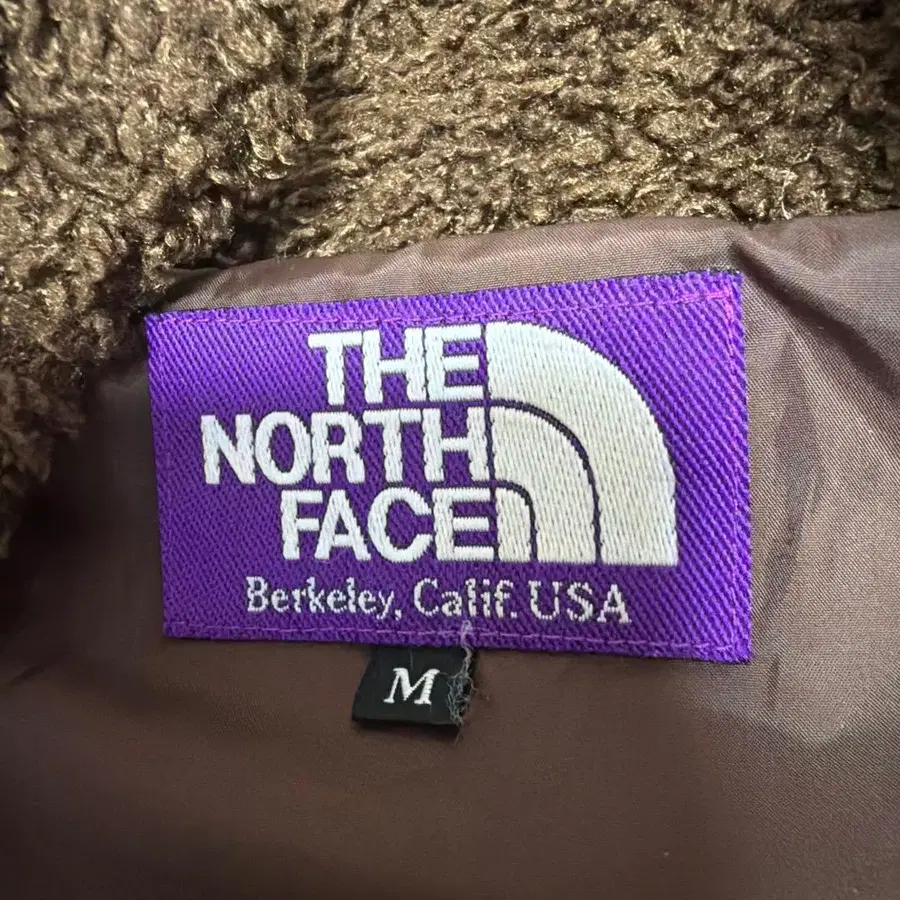 THE
NORTH
FACE
Berkeley, Calif. USA
M